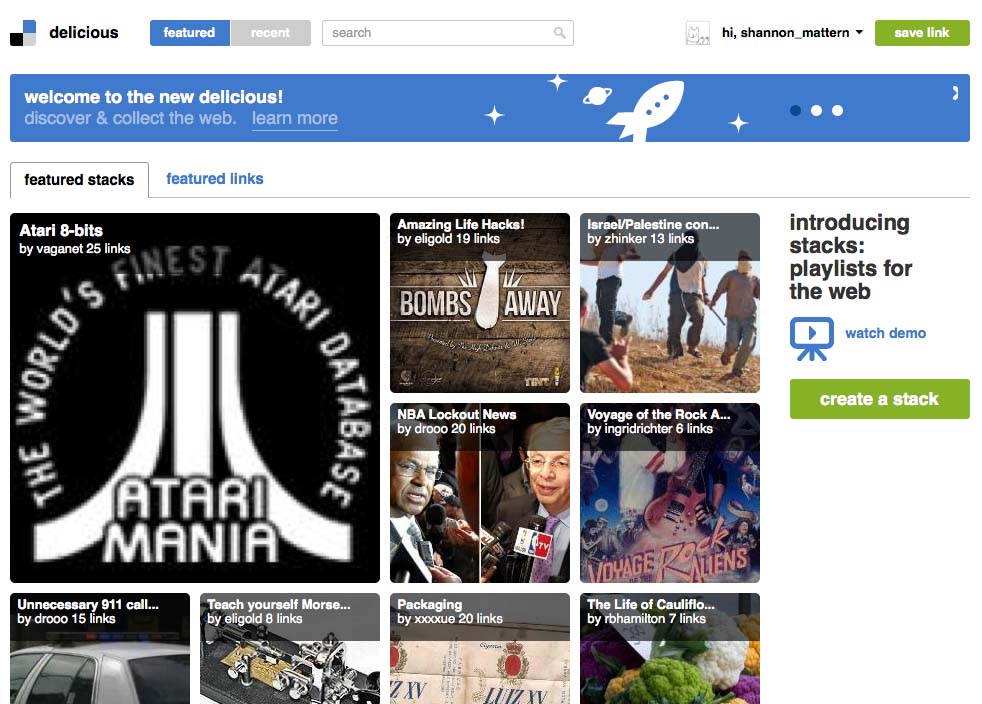 delicious
featured
recent
search
hi, shannon_mattern
save link
welcome to the new delicious!
discover & collect the web. learn more
featured stacks
featured links
Atari 8-bits
by vaganet 25 links
THE WORLD'S FINEST ATARI DATABASE
ATARI
MANIA
Amazing Life Hacks!
by eligold 19 links
BOMBS AWAY
Israel/Palestine con...
by zhinker 13 links
introducing
stacks:
playlists for
the web
watch demo
create a stack
NBA Lockout News
by drooo 20 links
TV
Voyage of the Rock A...
by ingridrichter 6 links
VOYAGE OF THE Rock ALIENS
Unnecessary 911 call...
by drooo 15 links
Teach yourself Morse...
by eligold 8 links
Packaging
by xxxxue 20 links
LUIZ XV
The Life of Cauliflo...
by rbhamilton 7 links